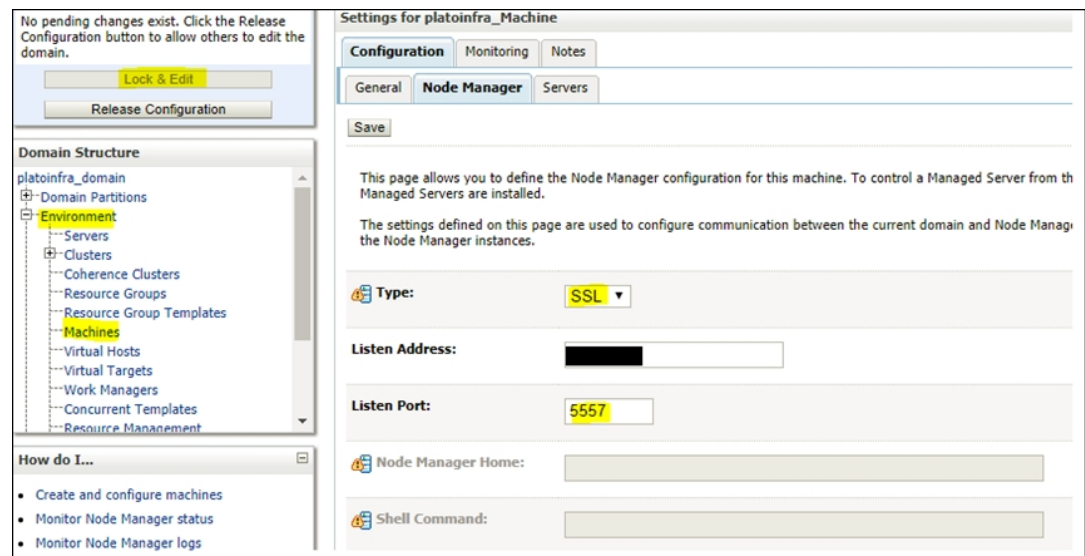 No pending changes exist. Click the Release
Configuration button to allow others to edit the
domain.
Lock & Edit
Release Configuration
Domain Structure
platoinfra_domain
Domain Partitions
Environment
Servers
Clusters
Coherence Clusters
Resource Groups
Resource Group Templates
Machines
Virtual Hosts
Virtual Targets
Work Managers
Concurrent Templates
Resource Management
How do I...
Create and configure machines
Monitor Node Manager status
Monitor Node Manager logs
Settings for platoinfra_Machine
Configuration Monitoring Notes
General Node Manager Servers
Save
This page allows you to define the Node Manager configuration for this machine. To control a Managed Server from th
Managed Servers are installed.
The settings defined on this page are used to configure communication between the current domain and Node Manage
the Node Manager instances.
Type: SSL
Listen Address:
Listen Port: 5557
Node Manager Home:
Shell Command: